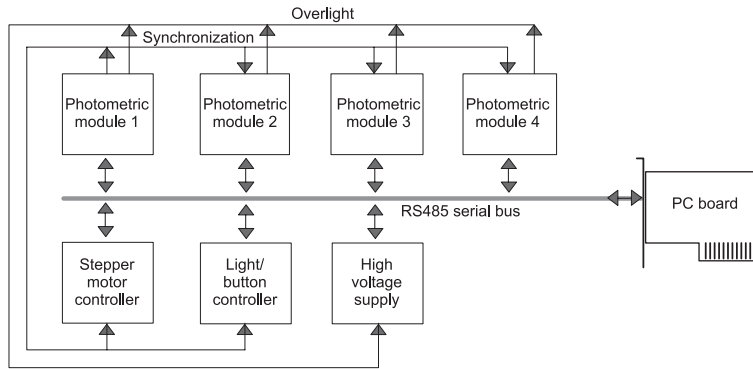 Overlight
Synchronization
Photometric
module 1
Photometric
module 2
Photometric
module 3
Photometric
module 4
RS485 serial bus
PC board
Stepper
motor
controller
Light/
button
controller
High
voltage
supply